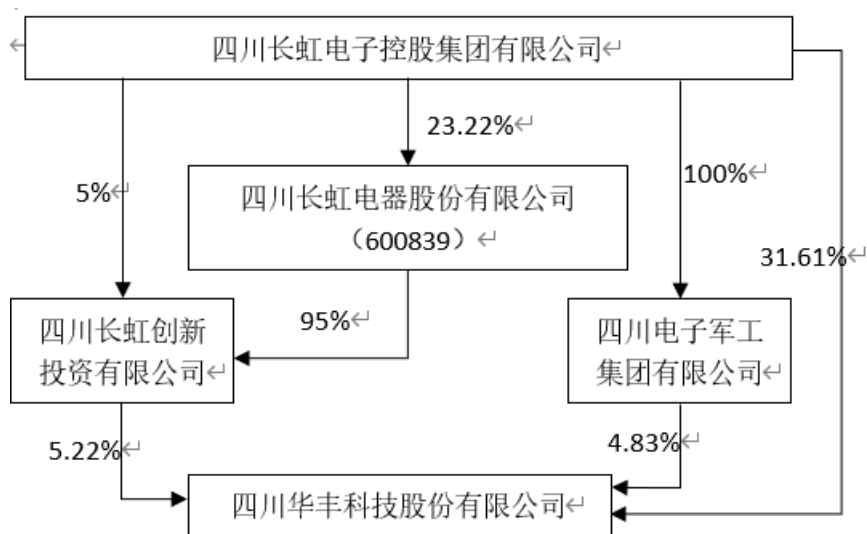 四川长虹电子控股集团有限公司
23.22%
5%
100%
四川长虹电器股份有限公司
（600839）
31.61%
95%
四川长虹创新
投资有限公司
四川电子军工
集团有限公司
5.22%
4.83%
四川华丰科技股份有限公司